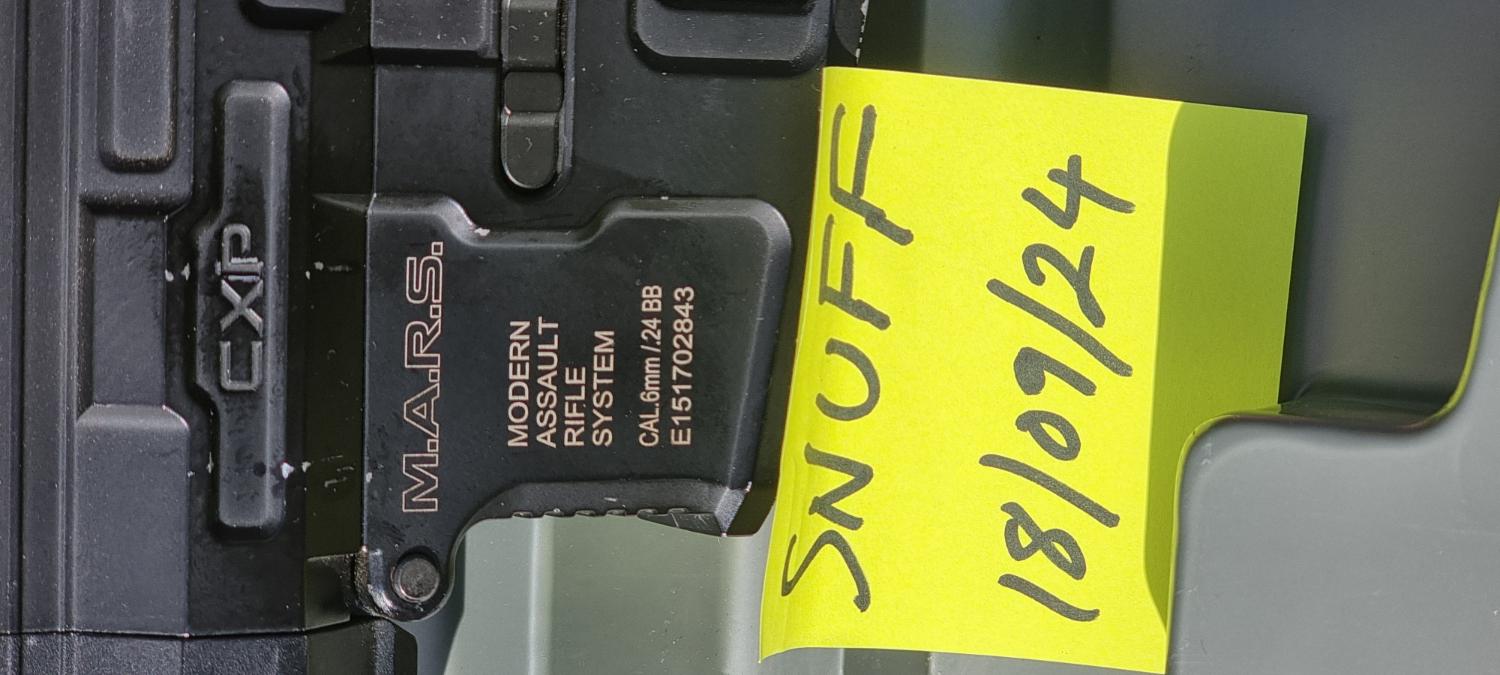 CXP
M.A.R.S.
MODERN
ASSAULT
RIFLE
SYSTEM
CAL.6mm /.24 BB
E151702843
SNUFF
18/09/24